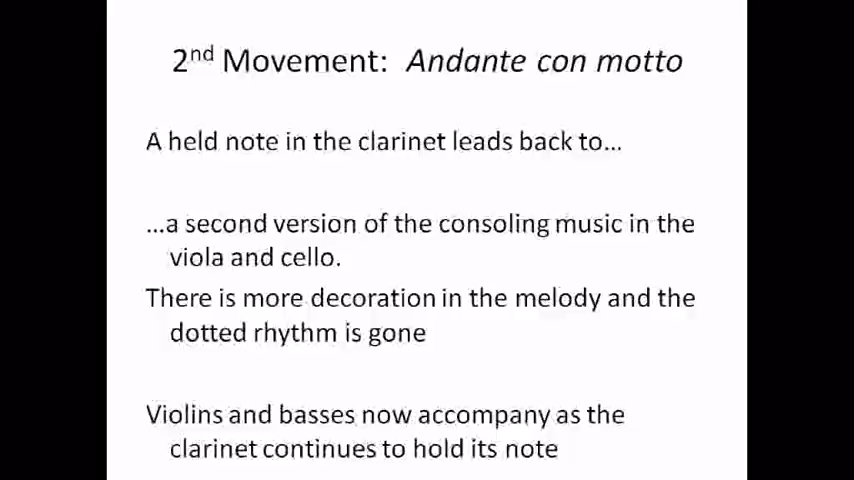 2nd Movement: Andante con motto
A held note in the clarinet leads back to...
...a second version of the consoling music in the
viola and cello.
There is more decoration in the melody and the
dotted rhythm is gone
Violins and basses now accompany as the
clarinet continues to hold its note